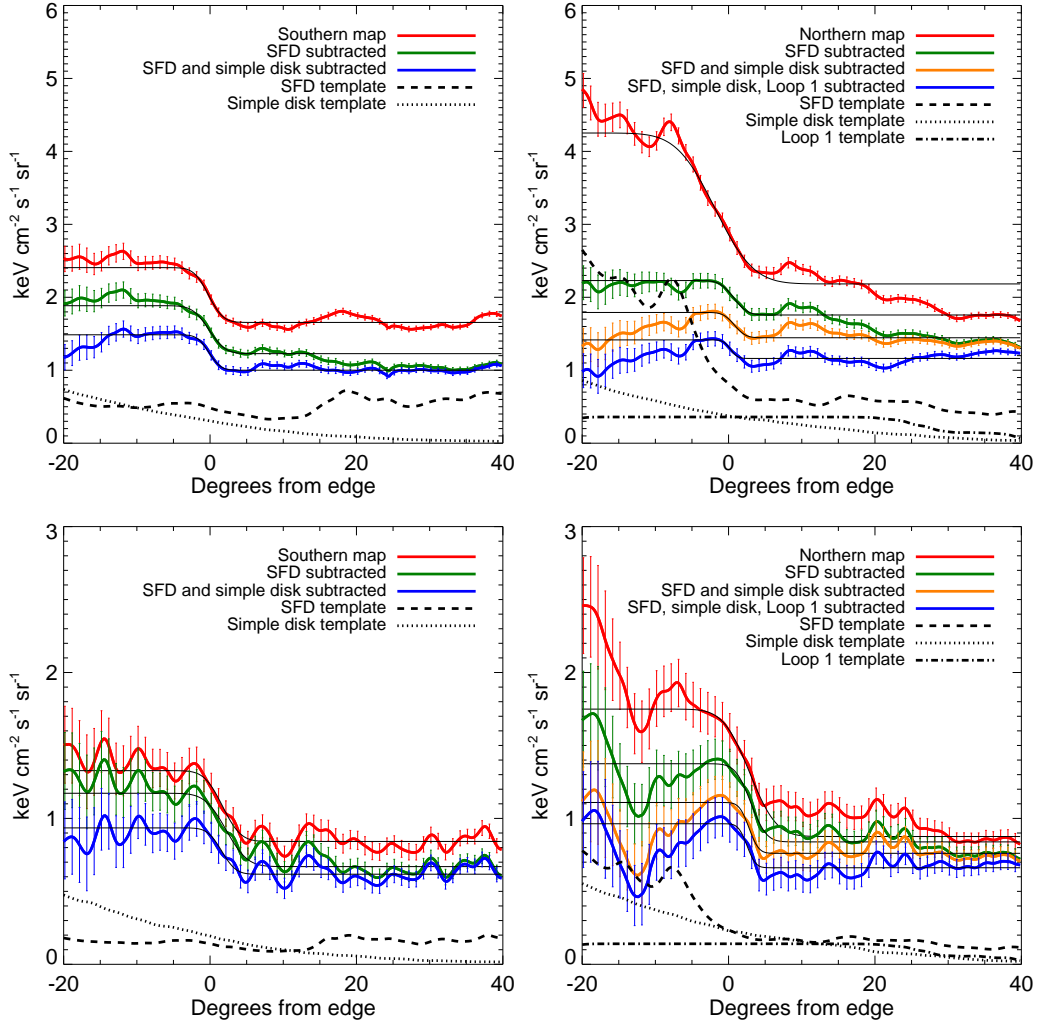 Southern map
SFD subtracted
SFD and simple disk subtracted
SFD template
Simple disk template
keV cm-2 s-1 sr-1
6
5
4
3
2
1
0
-20 0 20 40
Degrees from edge
Northern map
SFD subtracted
SFD and simple disk subtracted
SFD, simple disk, Loop 1 subtracted
SFD template
Simple disk template
Loop 1 template
keV cm-2 s-1 sr-1
6
5
4
3
2
1
0
-20 0 20 40
Degrees from edge
Southern map
SFD subtracted
SFD and simple disk subtracted
SFD template
Simple disk template
keV cm-2 s-1 sr-1
3
2
1
0
-20 0 20 40
Degrees from edge
Northern map
SFD subtracted
SFD and simple disk subtracted
SFD, simple disk, Loop 1 subtracted
SFD template
Simple disk template
Loop 1 template
keV cm-2 s-1 sr-1
3
2
1
0
-20 0 20 40
Degrees from edge